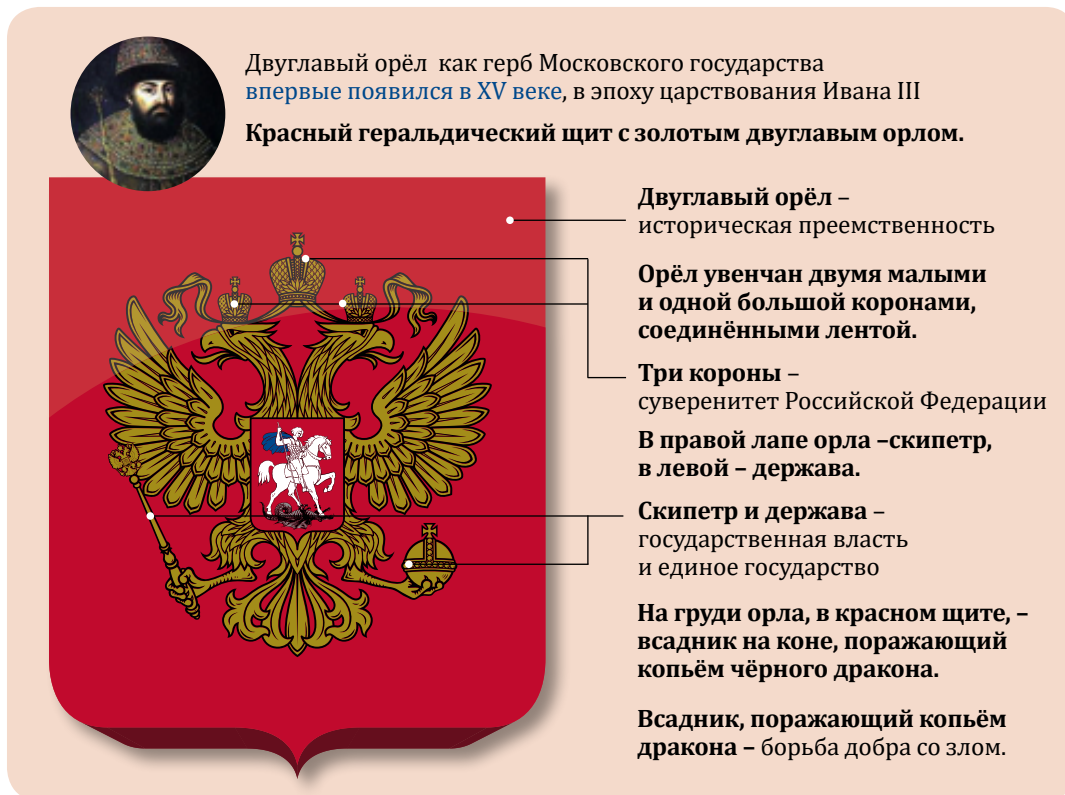 Двуглавый орёл как герб Московского государства
впервые появился в XV веке, в эпоху царствования Ивана III
Красный геральдический щит с золотым двуглавым орлом.
Двуглавый орёл –
историческая преемственность
Орёл увенчан двумя малыми
и одной большой коронами,
соединёнными лентой.
Три короны –
суверенитет Российской Федерации
В правой лапе орла –скипетр,
в левой – держава.
Скипетр и держава –
государственная власть
и единое государство
На груди орла, в красном щите, –
всадник на коне, поражающий
копьём чёрного дракона.
Всадник, поражающий копьём
дракона – борьба добра со злом.